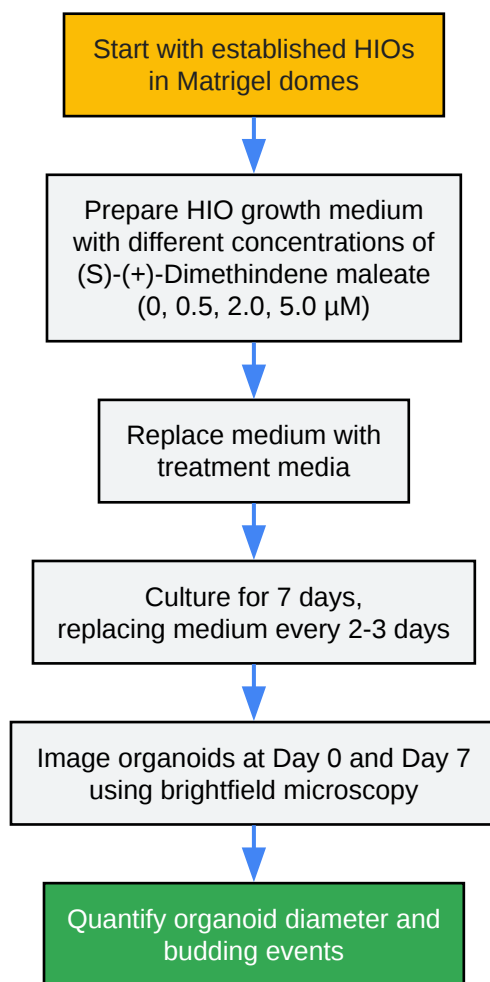 Start with established HIOs
in Matrigel domes
Prepare HIO growth medium
with different concentrations of
(S)-(+)-Dimethindene maleate
(0, 0.5, 2.0, 5.0 µM)
Replace medium with
treatment media
Culture for 7 days,
replacing medium every 2-3 days
Image organoids at Day 0 and Day 7
using brightfield microscopy
Quantify organoid diameter and
budding events